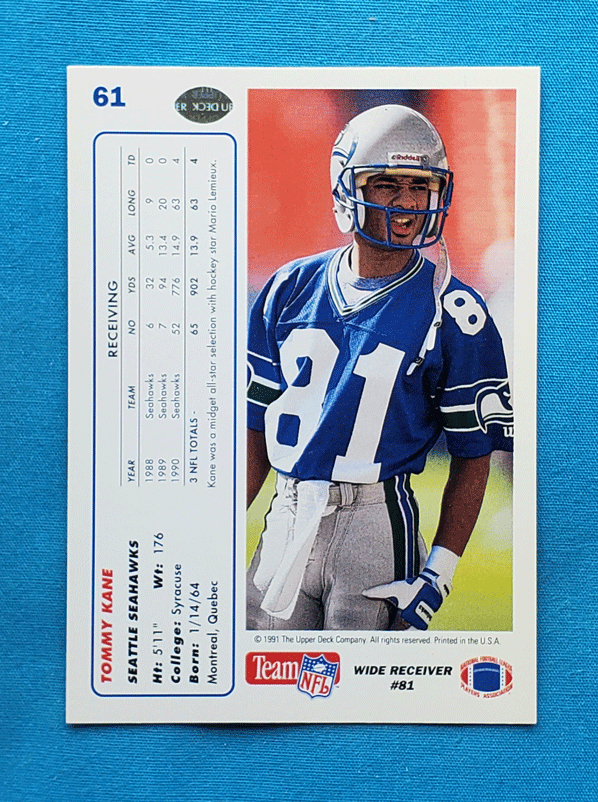 61
UPPER DECK
TOMMY KANE
SEATTLE SEAHAWKS
Ht: 5'11" Wt: 176
College: Syracuse
Born: 1/14/64
Montreal, Quebec
RECEIVING
YEAR TEAM NO YDS AVG LONG TD
1988 Seahawks 6 32 5.3 9 0
1989 Seahawks 7 94 13.4 20 0
1990 Seahawks 52 776 14.9 63 4
3 NFL TOTALS - 65 902 13.9 63 4
Kane was a midget all-star selection with hockey star Mario Lemieux.
Riddell
81
81
© 1991 The Upper Deck Company. All rights reserved. Printed in the U.S.A.
Team NFL
WIDE RECEIVER
#81
NATIONAL FOOTBALL LEAGUE
PLAYERS ASSOCIATION